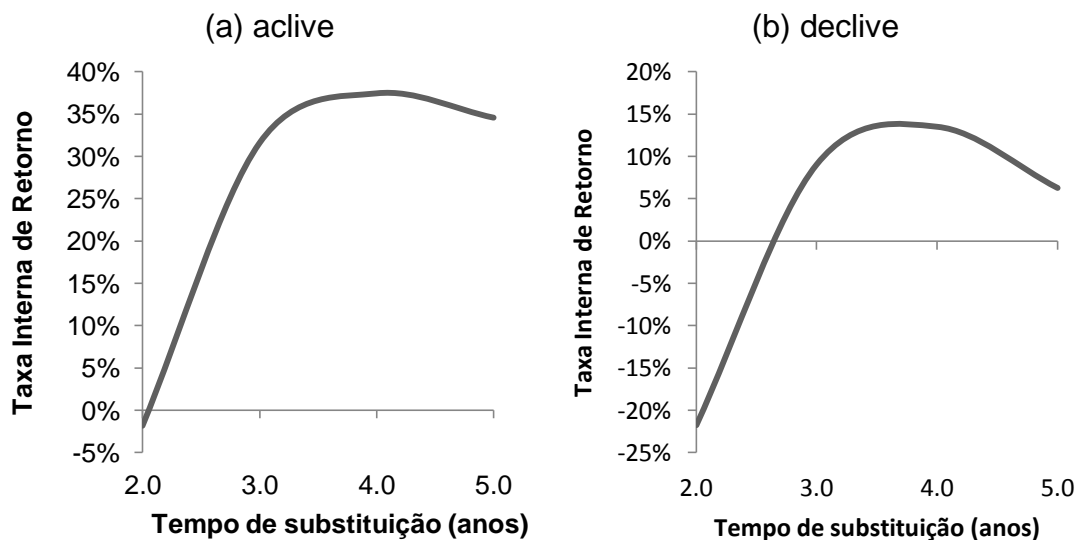 (a) aclive
40%
35%
30%
25%
20%
15%
10%
5%
0%
-5%
2.0 3.0 4.0 5.0
Tempo de substituição (anos)
Taxa Interna de Retorno
(b) declive
20%
15%
10%
5%
0%
-5%
-10%
-15%
-20%
-25%
2.0 3.0 4.0 5.0
Tempo de substituição (anos)
Taxa Interna de Retorno